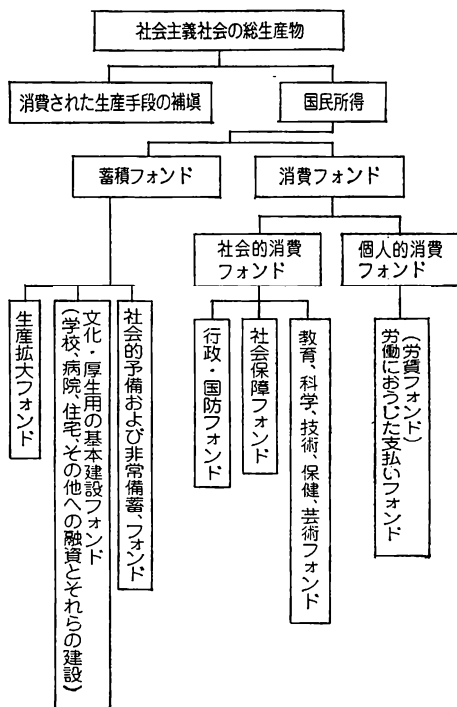 社会主義社会の総生産物
消費された生産手段の補塡
国民所得
蓄積フォンド
消費フォンド
社会的消費
フォンド
個人的消費
フォンド
生産拡大フォンド
文化・厚生用の基本建設フォンド
(学校、病院、住宅、その他への融資とそれらの建設)
社会的予備および非常備蓄、フォンド
行政・国防フォンド
社会保障フォンド
教育、科学、技術、保健、芸術フォンド
(労賃フォンド)
労働におうじた支払いフォンド